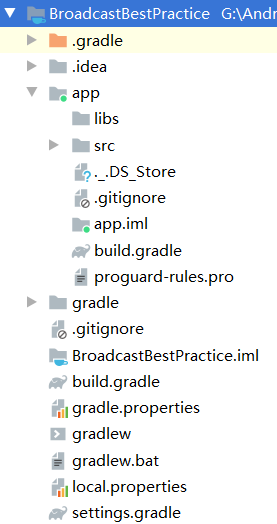 BroadcastBestPractice G:\Andr
.gradle
.idea
app
libs
src
._.DS_Store
.gitignore
app.iml
build.gradle
proguard-rules.pro
gradle
.gitignore
BroadcastBestPractice.iml
build.gradle
gradle.properties
gradlew
gradlew.bat
local.properties
settings.gradle